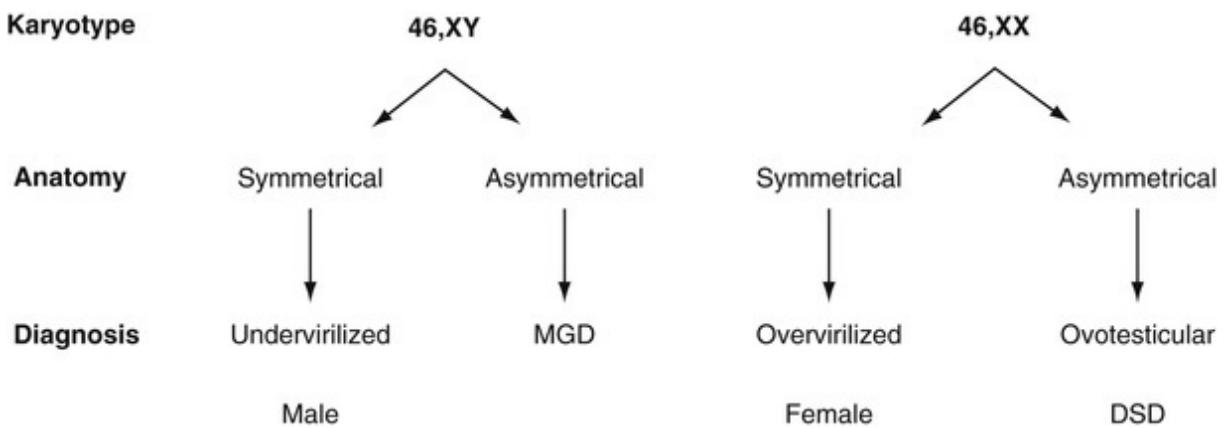 Karyotype 46,XY 46,XX
Anatomy Symmetrical Asymmetrical Symmetrical Asymmetrical
Diagnosis Undervirilized MGD Overvirilized Ovotesticular
Male Female DSD